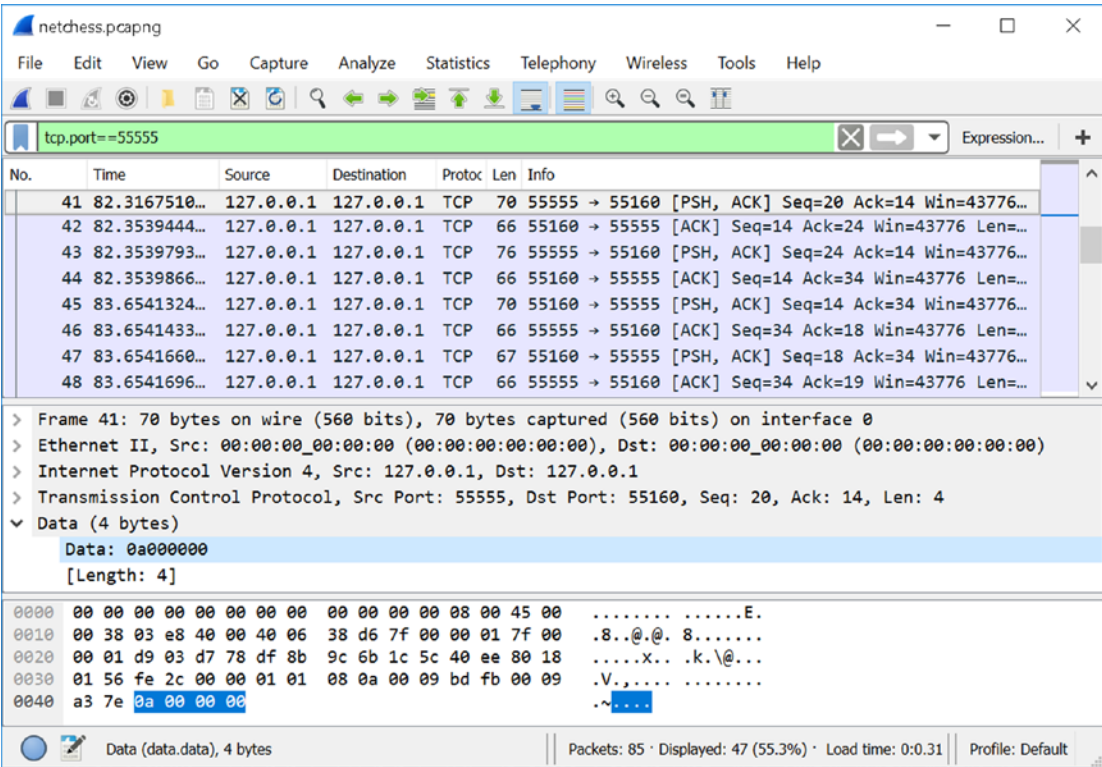 netchess.pcapng
File Edit View Go Capture Analyze Statistics Telephony Wireless Tools Help
tcp.port==55555 Expression... +
No. Time Source Destination Protoc Len Info
41 82.3167510… 127.0.0.1 127.0.0.1 TCP 70 55555 → 55160 [PSH, ACK] Seq=20 Ack=14 Win=43776…
42 82.3539444… 127.0.0.1 127.0.0.1 TCP 66 55160 → 55555 [ACK] Seq=14 Ack=24 Win=43776 Len=…
43 82.3539793… 127.0.0.1 127.0.0.1 TCP 76 55555 → 55160 [PSH, ACK] Seq=24 Ack=14 Win=43776…
44 82.3539866… 127.0.0.1 127.0.0.1 TCP 66 55160 → 55555 [ACK] Seq=14 Ack=34 Win=43776 Len=…
45 83.6541324… 127.0.0.1 127.0.0.1 TCP 70 55160 → 55555 [PSH, ACK] Seq=14 Ack=34 Win=43776…
46 83.6541433… 127.0.0.1 127.0.0.1 TCP 66 55555 → 55160 [ACK] Seq=34 Ack=18 Win=43776 Len=…
47 83.6541660… 127.0.0.1 127.0.0.1 TCP 67 55160 → 55555 [PSH, ACK] Seq=18 Ack=34 Win=43776…
48 83.6541696… 127.0.0.1 127.0.0.1 TCP 66 55555 → 55160 [ACK] Seq=34 Ack=19 Win=43776 Len=…
Frame 41: 70 bytes on wire (560 bits), 70 bytes captured (560 bits) on interface 0
Ethernet II, Src: 00:00:00_00:00:00 (00:00:00:00:00:00), Dst: 00:00:00_00:00:00 (00:00:00:00:00:00)
Internet Protocol Version 4, Src: 127.0.0.1, Dst: 127.0.0.1
Transmission Control Protocol, Src Port: 55555, Dst Port: 55160, Seq: 20, Ack: 14, Len: 4
Data (4 bytes)
Data: 0a000000
[Length: 4]
0000 00 00 00 00 00 00 00 00 00 00 00 00 08 00 45 00 ........ ......E.
0010 00 38 03 e8 40 00 40 06 38 d6 7f 00 00 01 7f 00 .8..@.@. 8.......
0020 00 01 d9 03 d7 78 df 8b 9c 6b 1c 5c 40 ee 80 18 .....x.. .k.\@...
0030 01 56 fe 2c 00 00 01 01 08 0a 00 09 bd fb 00 09 .V.,.... ........
0040 a3 7e 0a 00 00 00 .~....
Data (data.data), 4 bytes Packets: 85 · Displayed: 47 (55.3%) · Load time: 0:0.31 Profile: Default